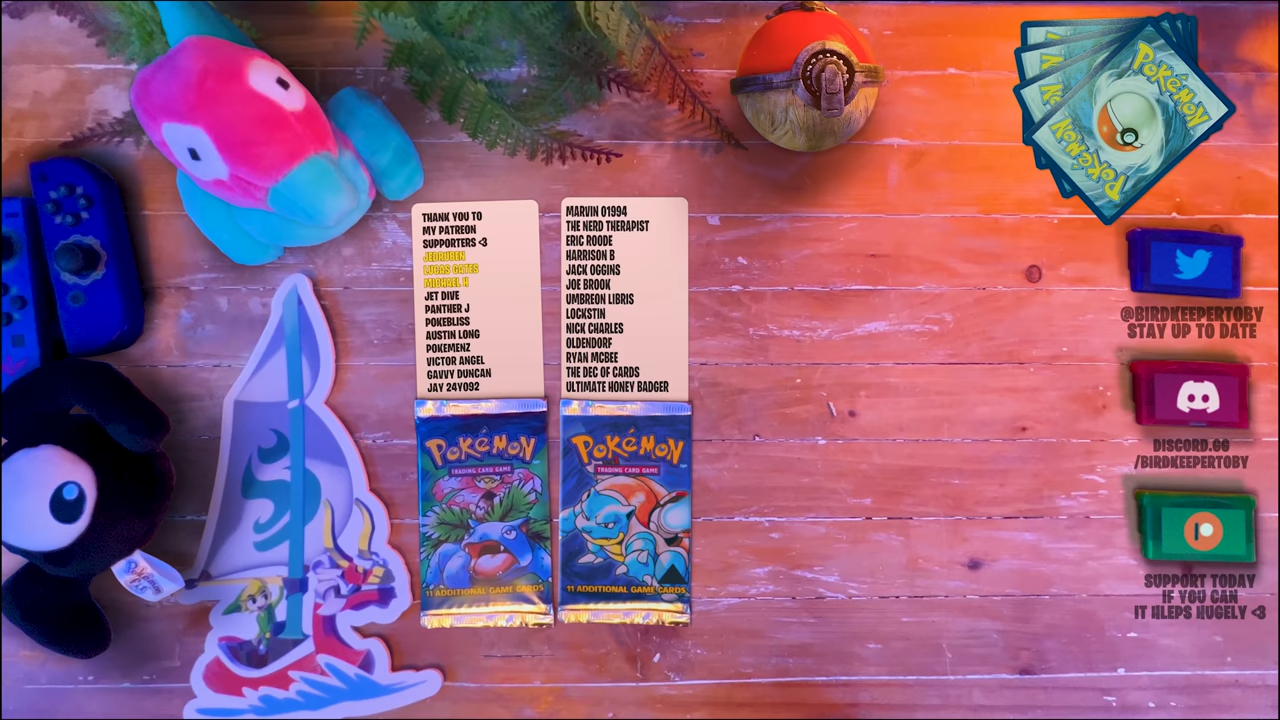 THANK YOU TO
MY PATREON
SUPPORTERS <3
JEDRUBEN
LUCAS GATES
MICHAEL H
JET DIVE
PANTHER J
POKEBLISS
AUSTIN LONG
POKEMENZ
VICTOR ANGEL
GAVVY DUNCAN
JAY 24Y092
MARVIN 01994
THE NERD THERAPIST
ERIC ROODE
HARRISON B
JACK OGGINS
JOE BROOK
UMBREON LIBRIS
LOCKSTIN
NICK CHARLES
OLDENDORF
RYAN MCBEE
THE DEC OF CARDS
ULTIMATE HONEY BADGER
POKéMON
TRADING CARD GAME
11 ADDITIONAL GAME CARDS
POKéMON
TRADING CARD GAME
11 ADDITIONAL GAME CARDS
POKéMON
POKéMON
@BIRDKEEPERTOBY
STAY UP TO DATE
DISCORD.GG
/BIRDKEEPERTOBY
SUPPORT TODAY
IF YOU CAN
IT HLEPS HUGELY <3